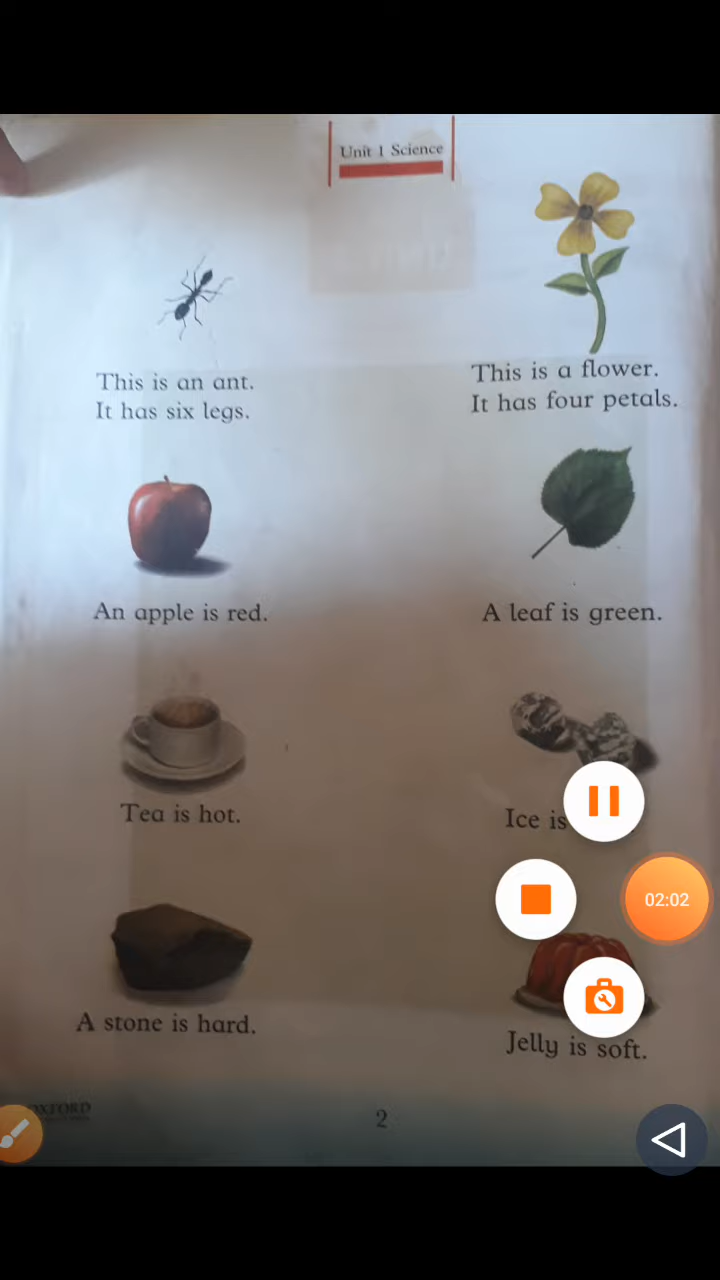 Unit 1 Science
This is an ant.
It has six legs.
This is a flower.
It has four petals.
An apple is red.
A leaf is green.
Tea is hot.
Ice is
02:02
A stone is hard.
Jelly is soft.
OXFORD
2